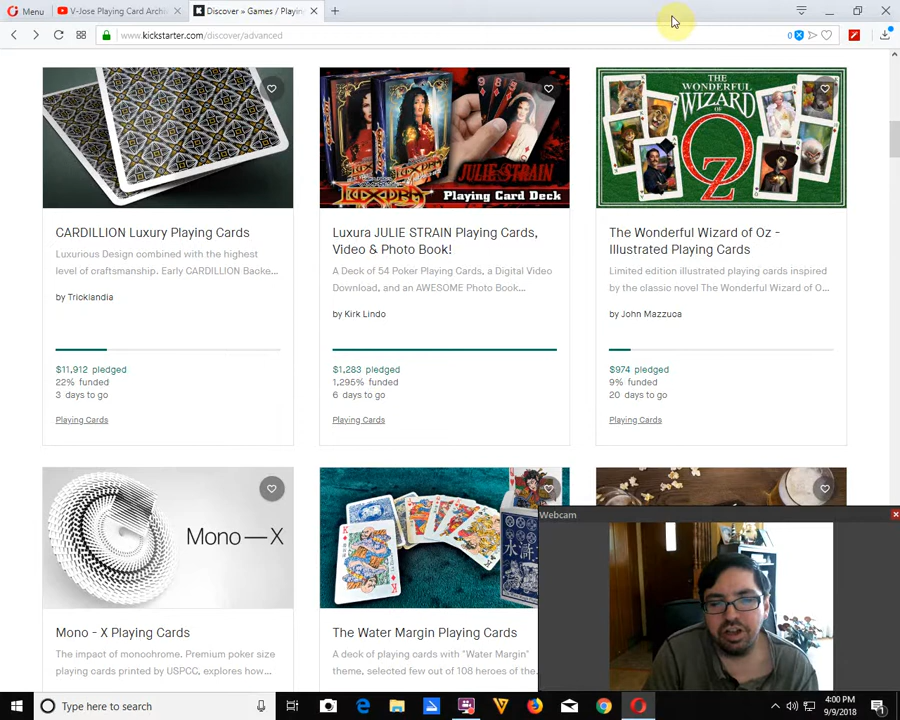 Menu
V-Jose Playing Card Archi
Discover » Games / Playin
www.kickstarter.com/discover/advanced
0
JULIE STRAIN
Playing Card Deck
THE
WONDERFUL
WIZARD
OF
OZ
CARDILLION Luxury Playing Cards
Luxurious Design combined with the highest
level of craftsmanship. Early CARDILLION Backe...
by Tricklandia
$11,912 pledged
22% funded
3 days to go
Playing Cards
Luxura JULIE STRAIN Playing Cards,
Video & Photo Book!
A Deck of 54 Poker Playing Cards, a Digital Video
Download, and an AWESOME Photo Book...
by Kirk Lindo
$1,283 pledged
1,295% funded
6 days to go
Playing Cards
The Wonderful Wizard of Oz -
Illustrated Playing Cards
Limited edition illustrated playing cards inspired
by the classic novel The Wonderful Wizard of O...
by John Mazzuca
$974 pledged
9% funded
20 days to go
Playing Cards
Mono—X
水滸
Mono - X Playing Cards
The impact of monochrome. Premium poker size
playing cards printed by USPCC, explores how...
The Water Margin Playing Cards
A deck of playing cards with "Water Margin"
theme, selected few out of 108 heroes of the...
Webcam
Type here to search
4:00 PM
9/9/2018
1